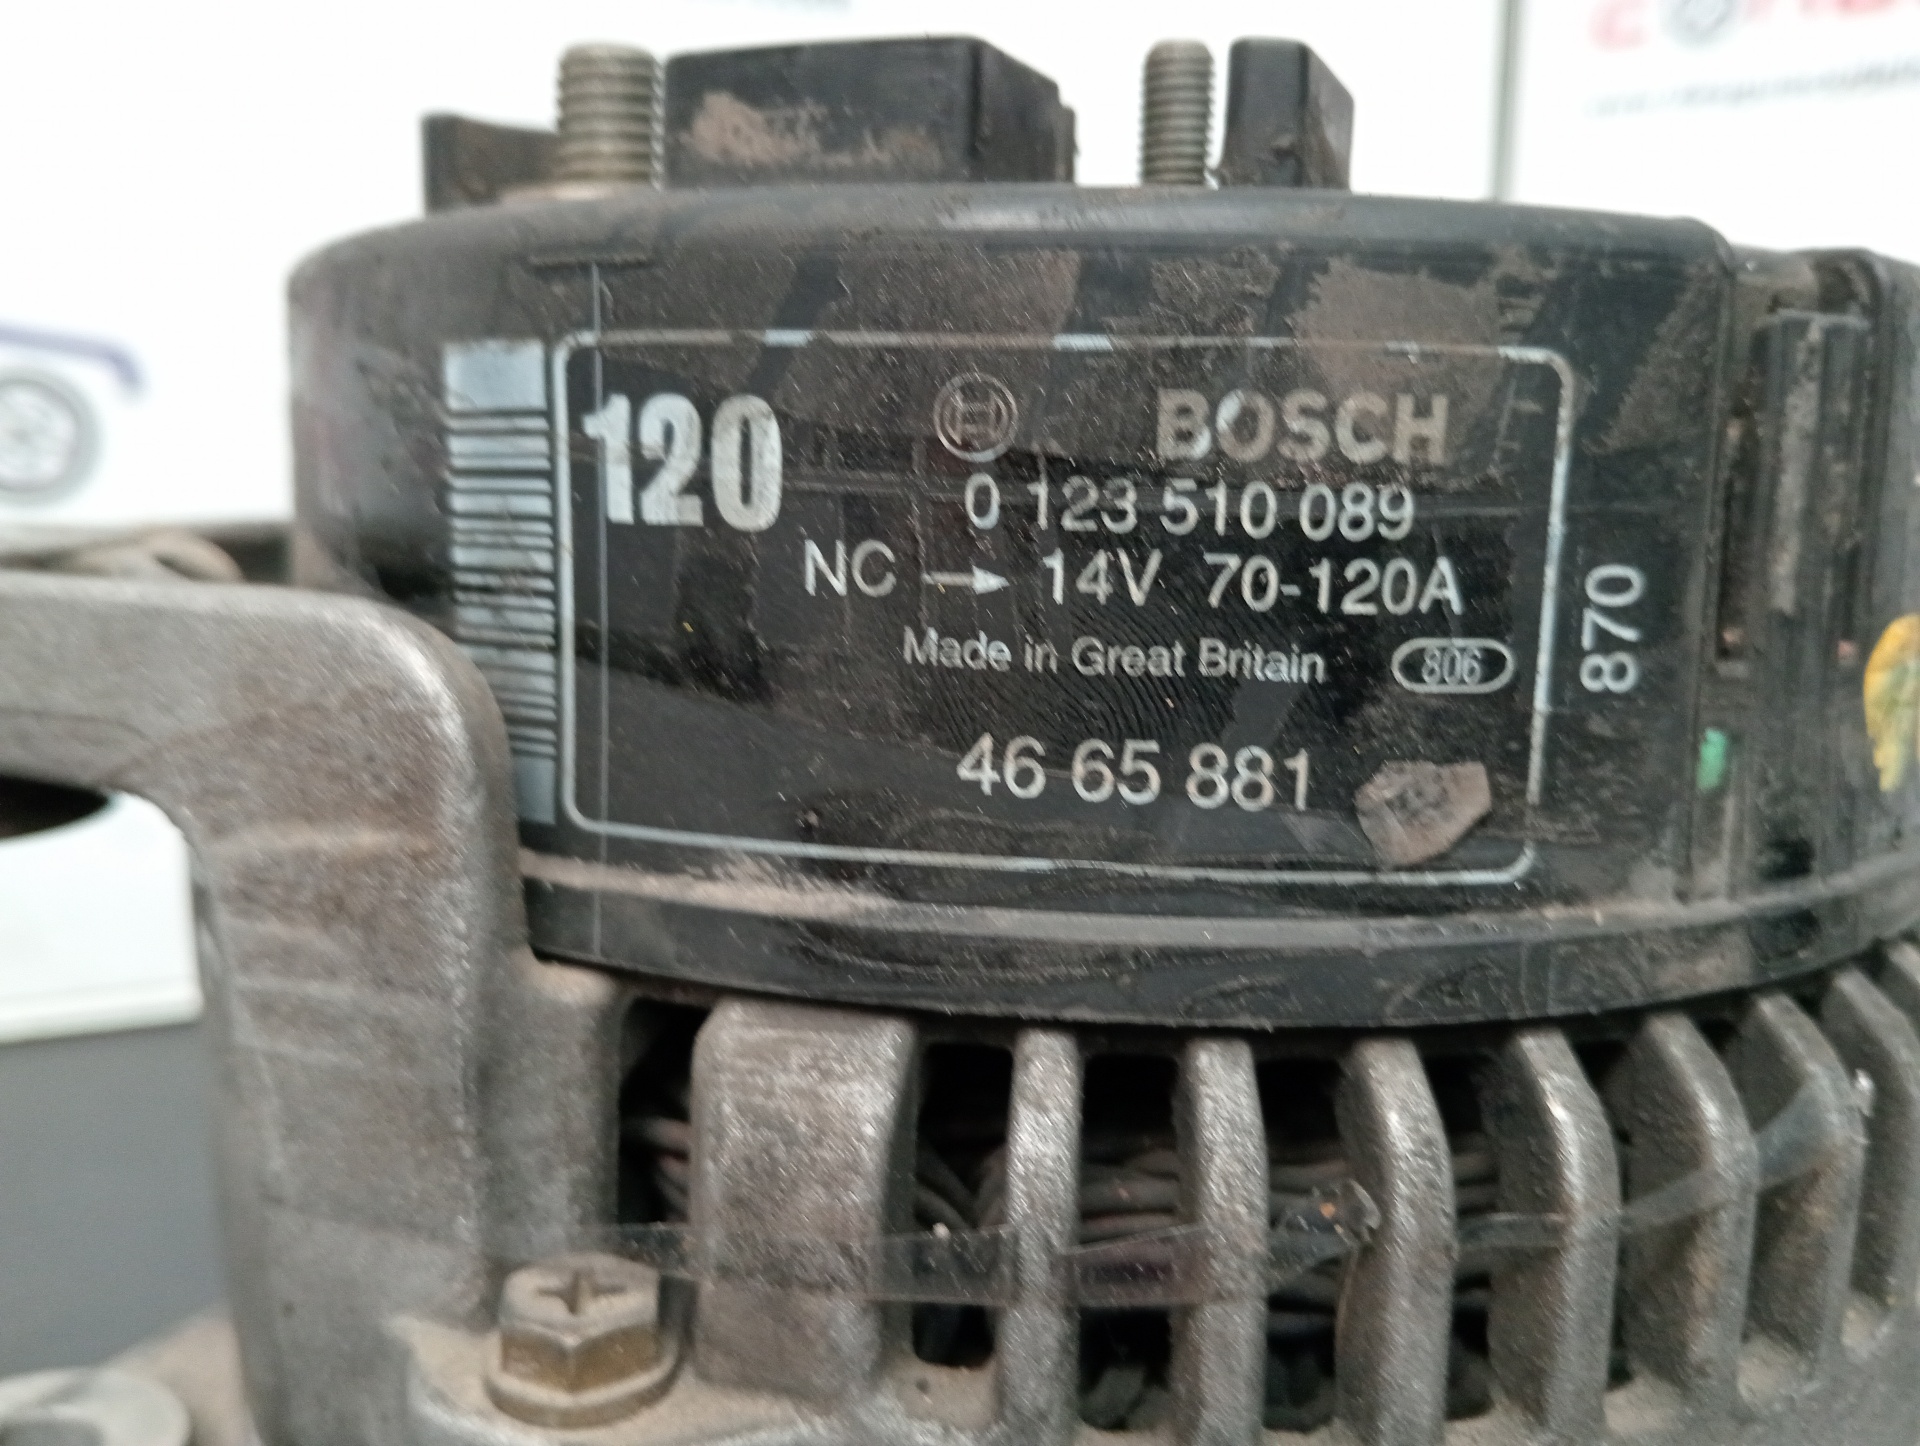 120
BOSCH
0 123 510 089
NC → 14V 70-120A
Made in Great Britain 806
46 65 881
870